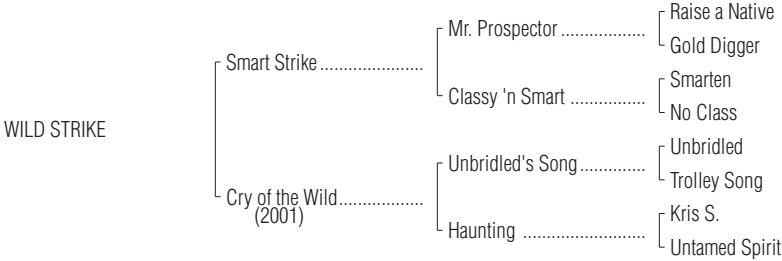 Raise a Native
Mr. Prospector ..................
Gold Digger
Smart Strike ......................
Smarten
Classy 'n Smart ................
No Class
WILD STRIKE
Unbridled
Unbridled's Song ..............
Trolley Song
Cry of the Wild ..................
(2001)
Kris S.
Haunting ..........................
Untamed Spirit